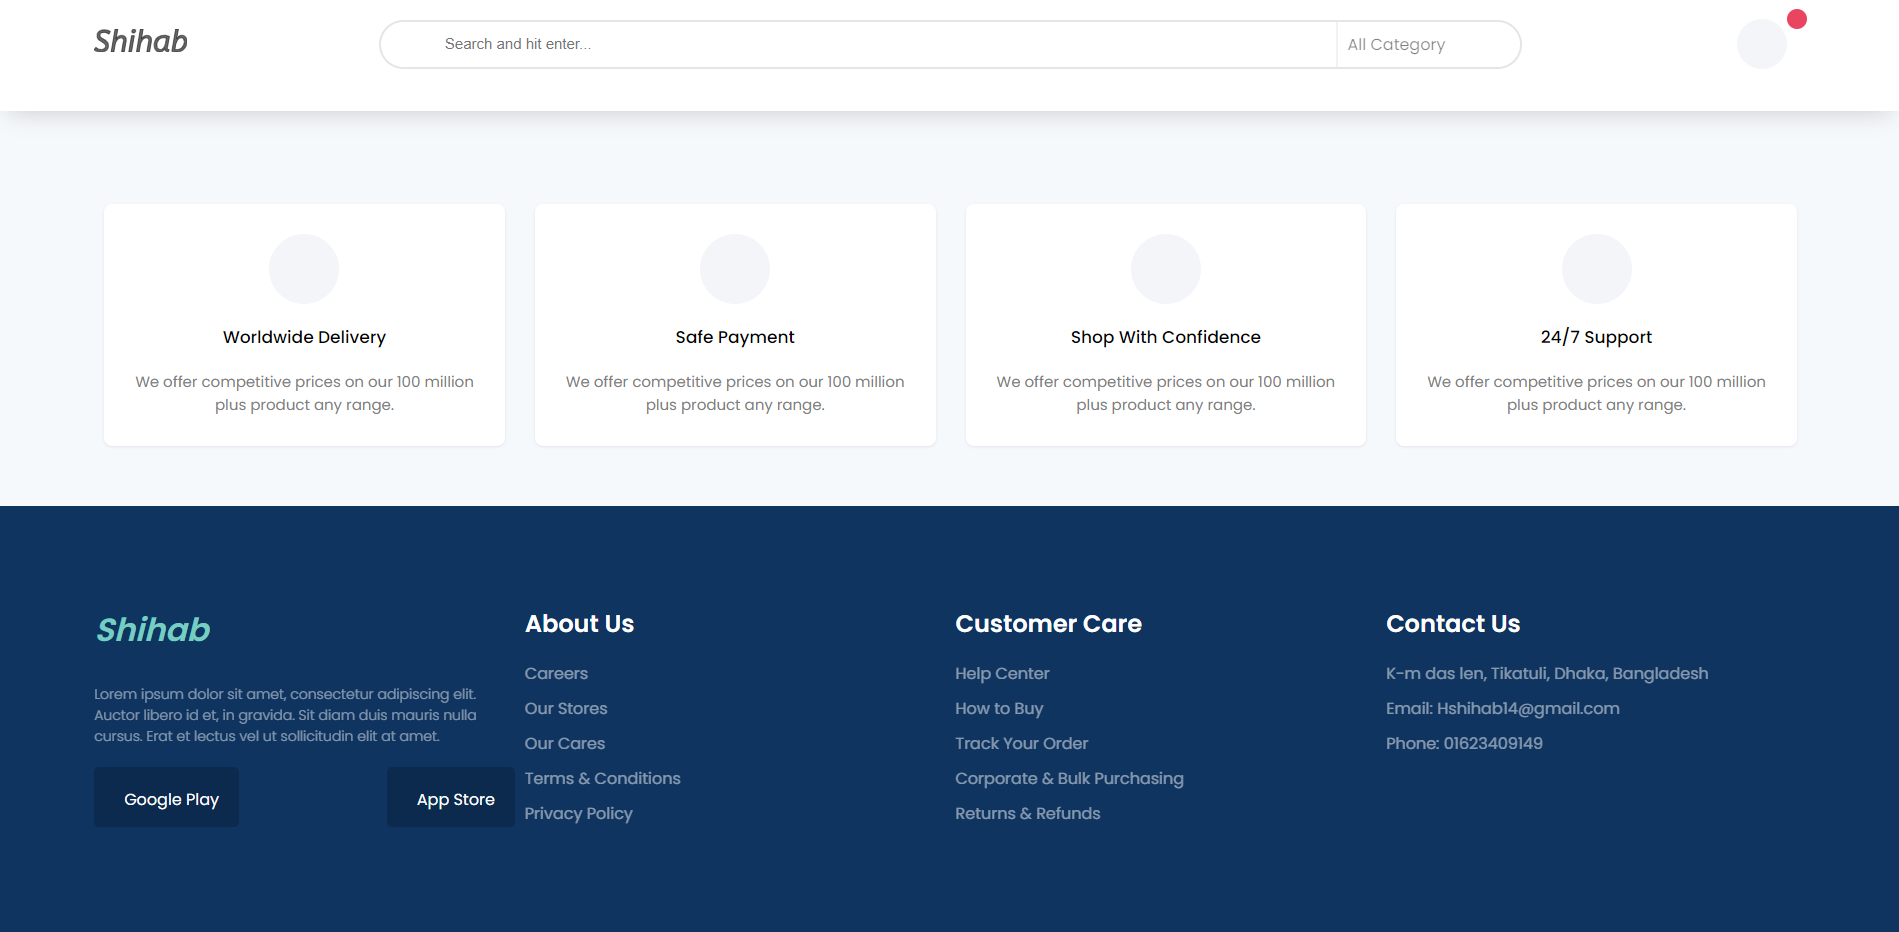 Shihab
Search and hit enter...
All Category
Worldwide Delivery
We offer competitive prices on our 100 million
plus product any range.
Safe Payment
We offer competitive prices on our 100 million
plus product any range.
Shop With Confidence
We offer competitive prices on our 100 million
plus product any range.
24/7 Support
We offer competitive prices on our 100 million
plus product any range.
Shihab
Lorem ipsum dolor sit amet, consectetur adipiscing elit.
Auctor libero id et, in gravida. Sit diam duis mauris nulla
cursus. Erat et lectus vel ut sollicitudin elit at amet.
Google Play
App Store
About Us
Careers
Our Stores
Our Cares
Terms & Conditions
Privacy Policy
Customer Care
Help Center
How to Buy
Track Your Order
Corporate & Bulk Purchasing
Returns & Refunds
Contact Us
K-m das len, Tikatuli, Dhaka, Bangladesh
Email: Hshihab14@gmail.com
Phone: 01623409149